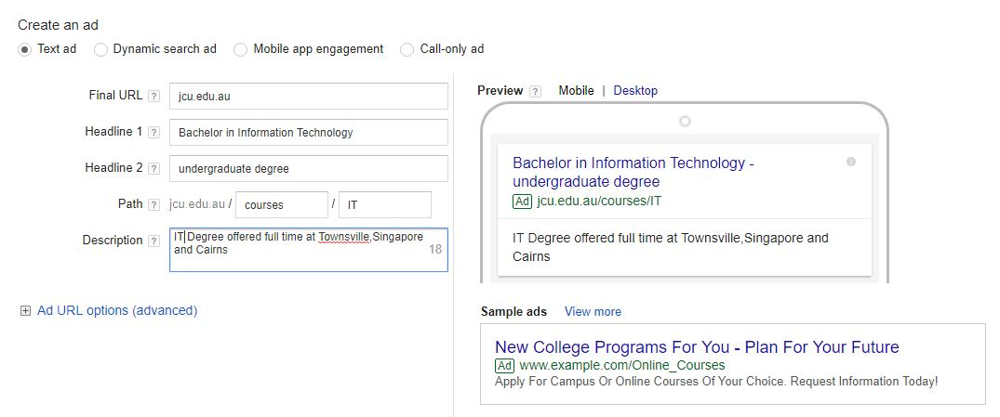 Create an ad
Text ad Dynamic search ad Mobile app engagement Call-only ad
Final URL ? jcu.edu.au
Headline 1 ? Bachelor in Information Technology
Headline 2 ? undergraduate degree
Path ? jcu.edu.au / courses / IT
Description ? IT Degree offered full time at Townsville,Singapore
and Cairns 18
Ad URL options (advanced)
Preview ? Mobile | Desktop
Bachelor in Information Technology -
undergraduate degree
Ad jcu.edu.au/courses/IT
IT Degree offered full time at Townsville,Singapore and
Cairns
Sample ads View more
New College Programs For You - Plan For Your Future
Ad www.example.com/Online_Courses
Apply For Campus Or Online Courses Of Your Choice. Request Information Today!